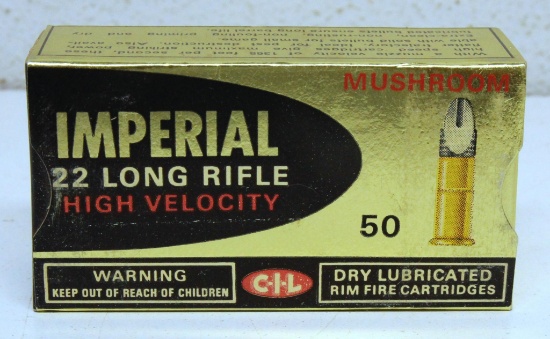 MUSHROOM
IMPERIAL
22 LONG RIFLE
HIGH VELOCITY
50
WARNING
KEEP OUT OF REACH OF CHILDREN
C-I-L
DRY LUBRICATED
RIM FIRE CARTRIDGES